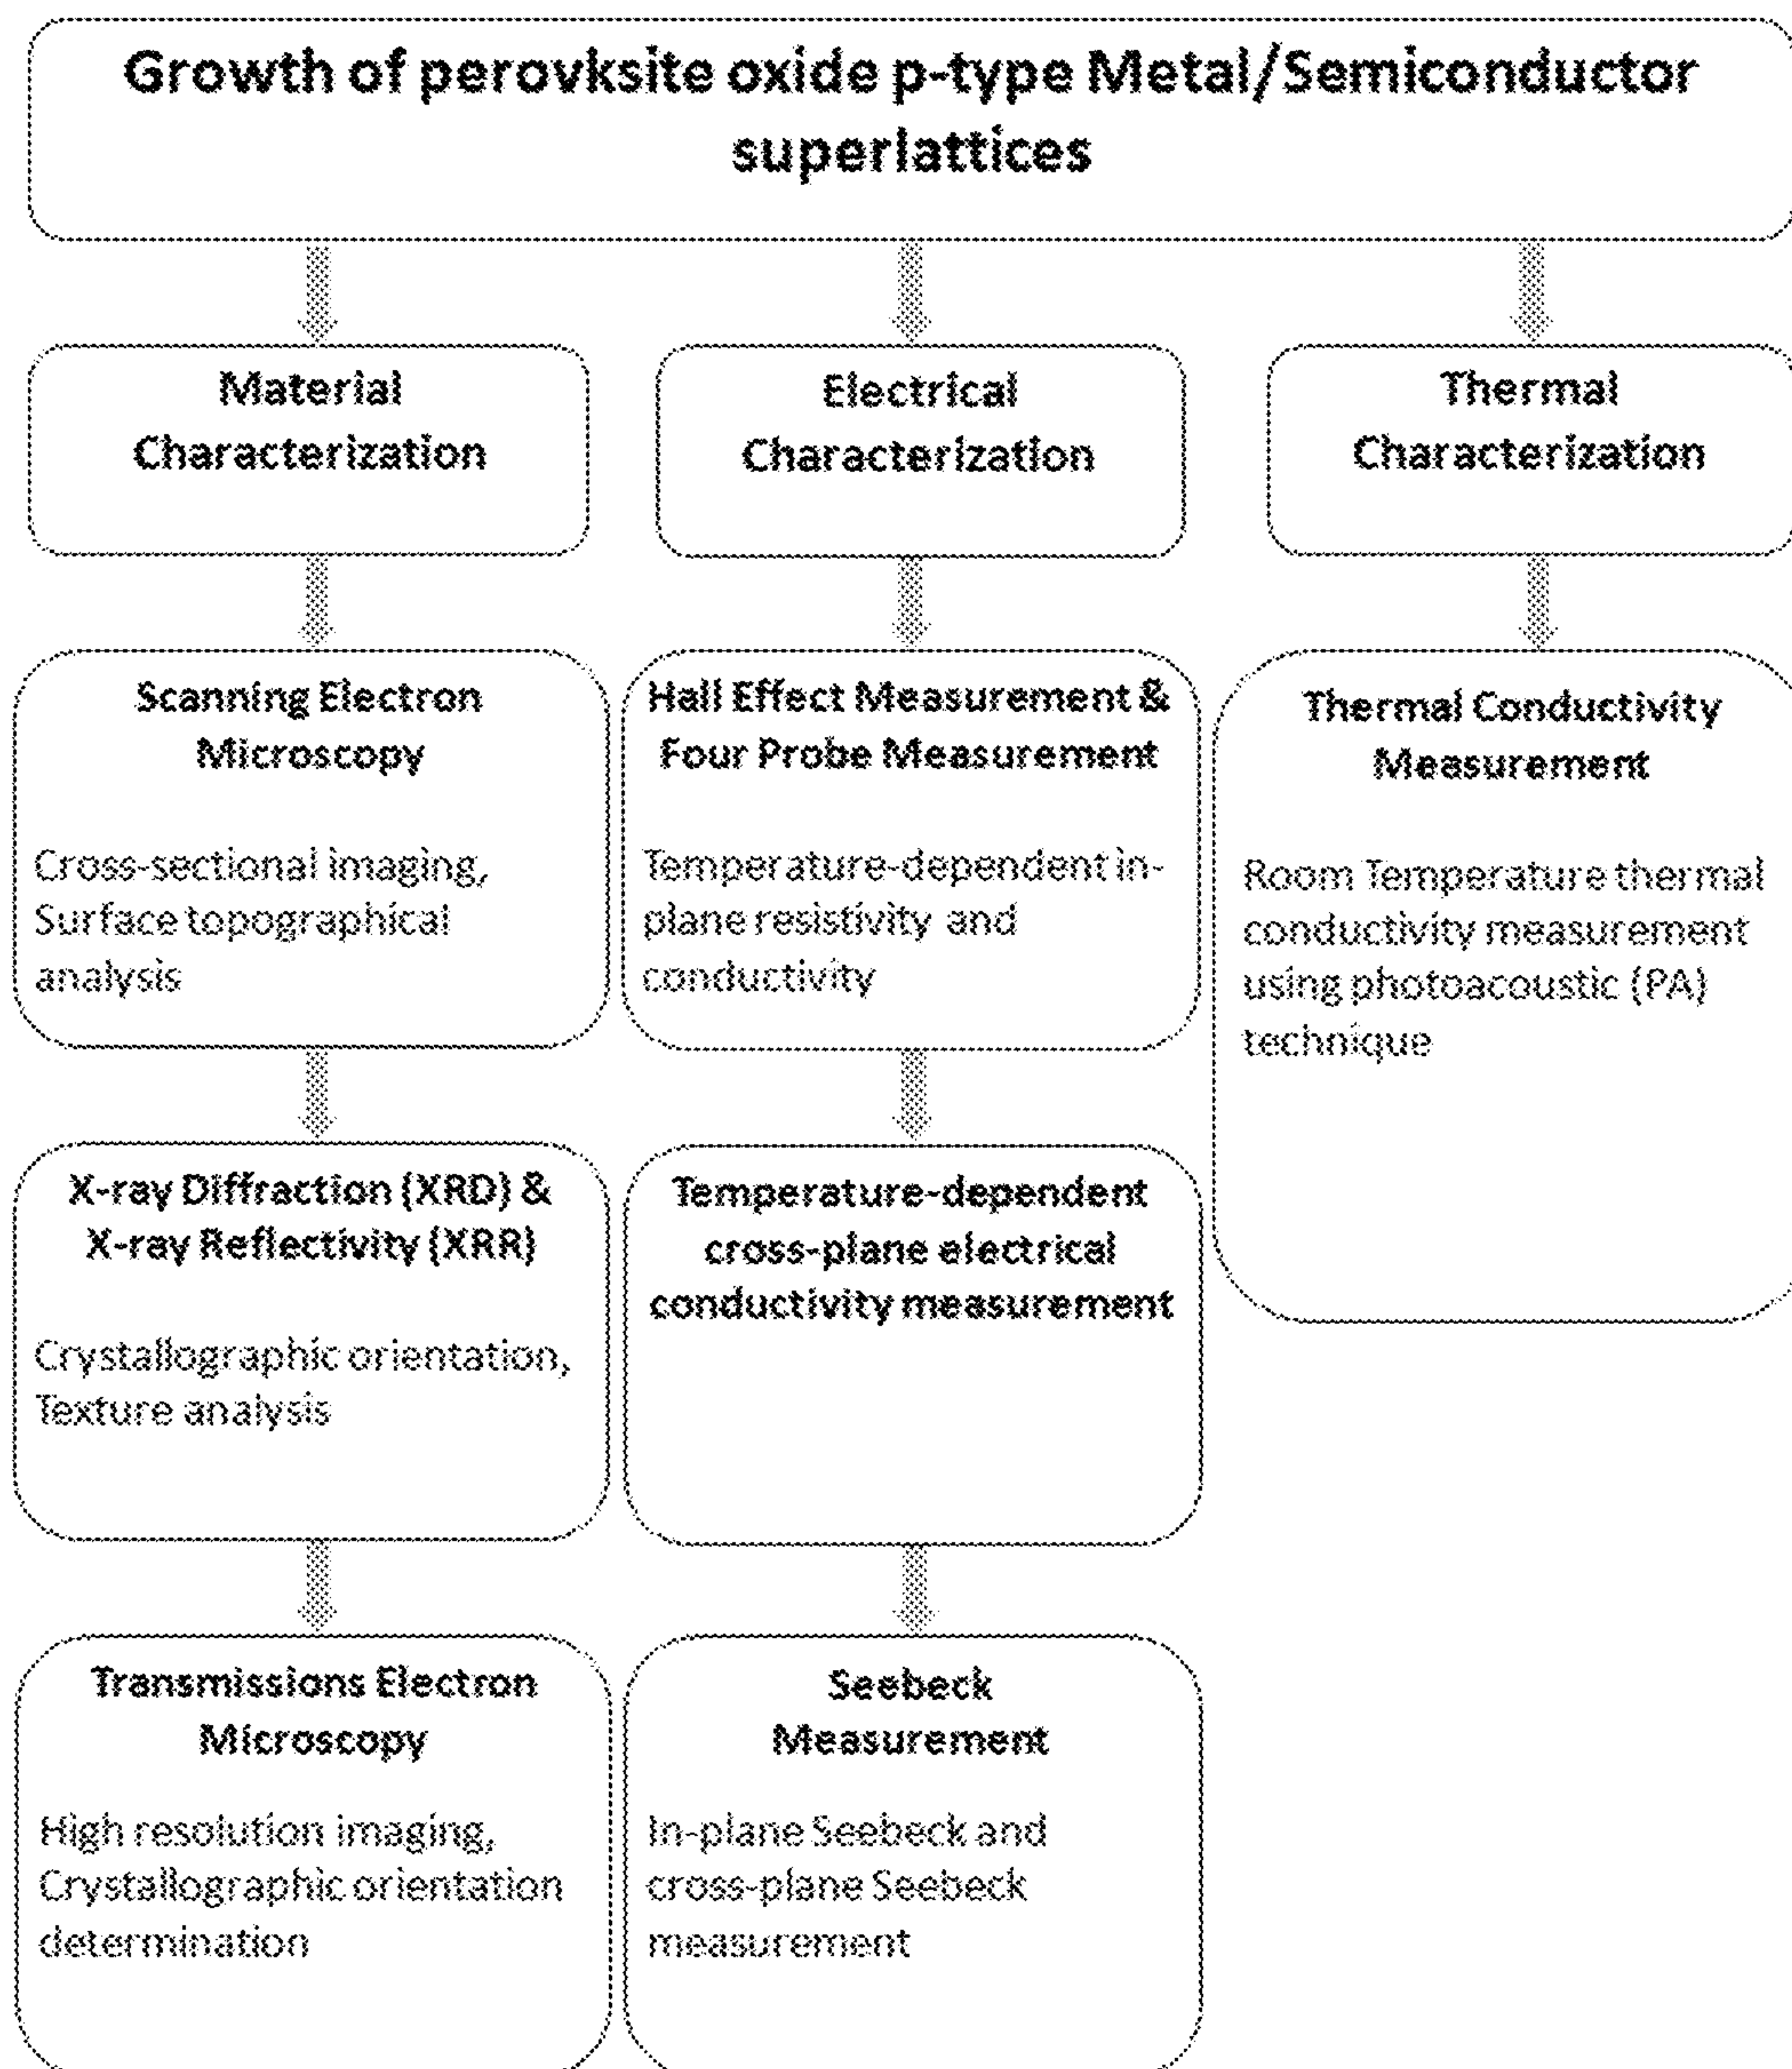 Growth of perovksite oxide p-type Metal/Semiconductor
superlattices
Material
Characterization
Electrical
Characterization
Thermal
Characterization
Scanning Electron
Microscopy
Cross-sectional imaging,
Surface topographical
analysis
Hall Effect Measurement &
Four Probe Measurement
Temperature-dependent in-
plane resistivity and
conductivity
Thermal Conductivity
Measurement
Room Temperature thermal
conductivity measurement
using photoacoustic (PA)
technique
X-ray Diffraction (XRD) &
X-ray Reflectivity (XRR)
Crystallographic orientation,
Texture analysis
Temperature-dependent
cross-plane electrical
conductivity measurement
Transmissions Electron
Microscopy
High resolution imaging,
Crystallographic orientation
determination
Seebeck
Measurement
In-plane Seebeck and
cross-plane Seebeck
measurement